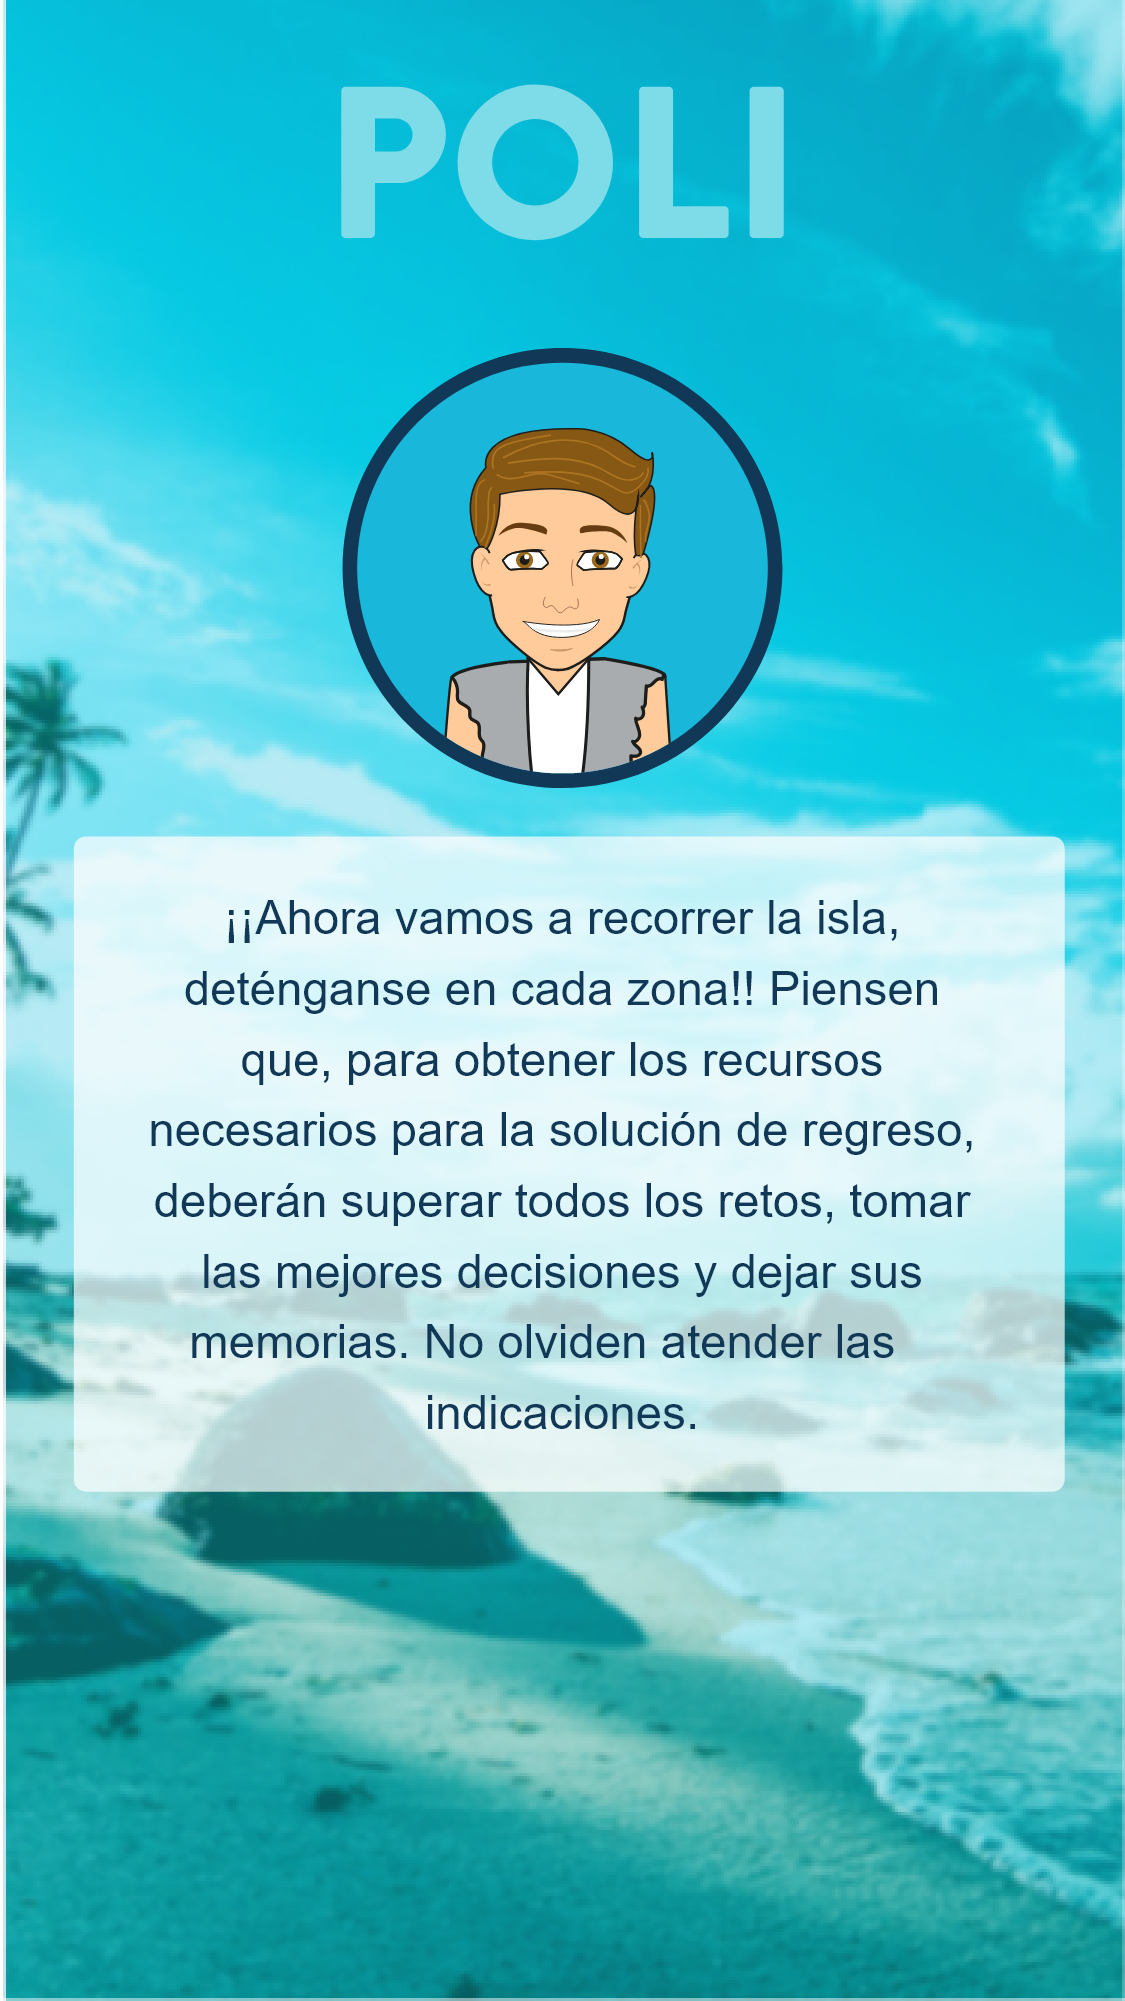 POLI
¡¡Ahora vamos a recorrer la isla,
deténganse en cada zona!! Piensen
que, para obtener los recursos
necesarios para la solución de regreso,
deberán superar todos los retos, tomar
las mejores decisiones y dejar sus
memorias. No olviden atender las
indicaciones.